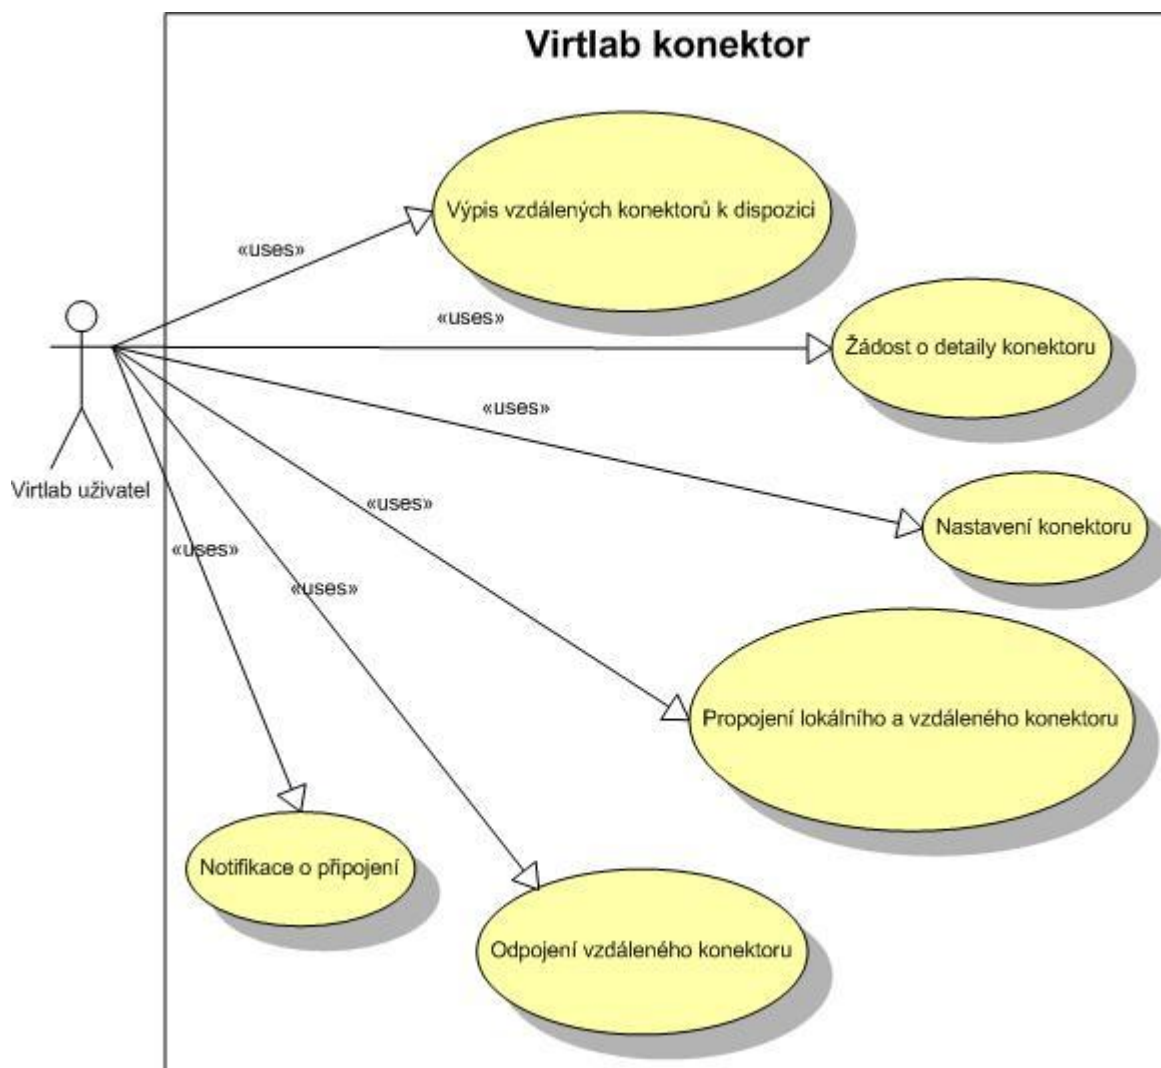 Virtlab konektor
Výpis vzdálených konektorů k dispozici
«uses»
«uses»
Žádost o detaily konektoru
«uses»
Virtlab uživatel
«uses»
Nastavení konektoru
«uses»
«uses»
Propojení lokálního a vzdáleného konektoru
Notifikace o připojení
Odpojení vzdáleného konektoru